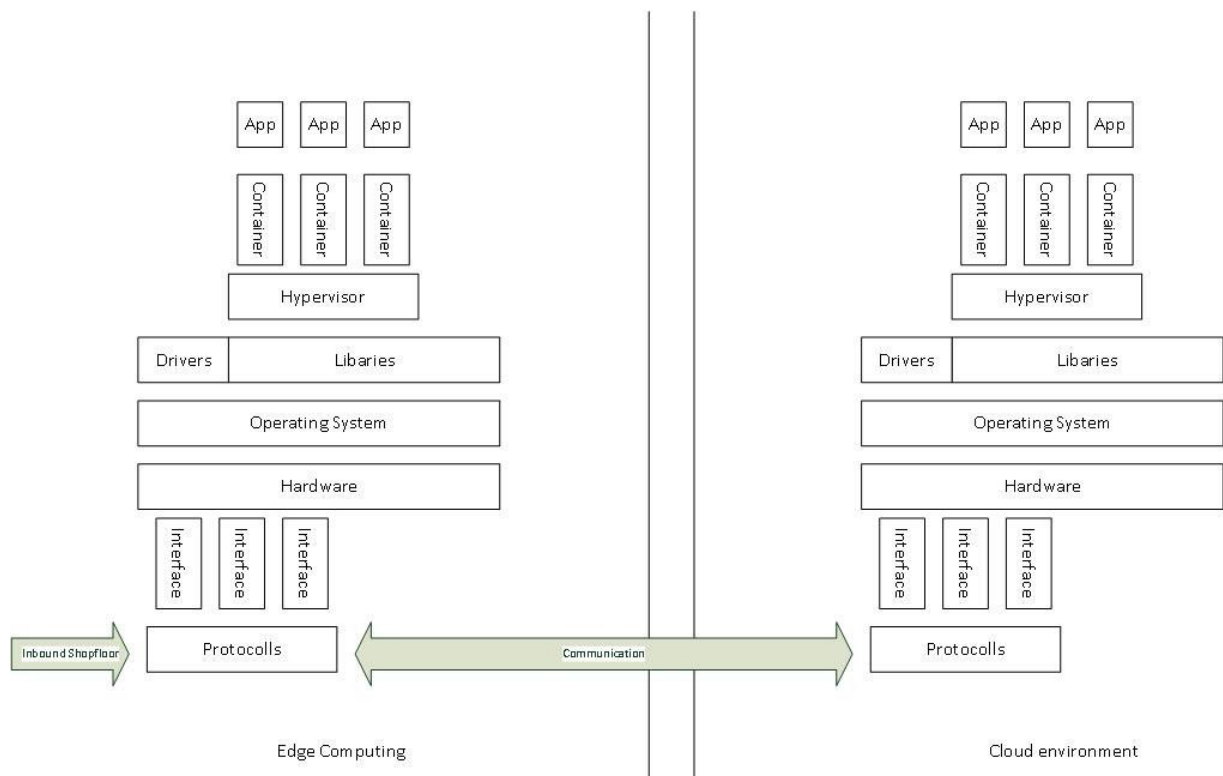 App App App
Container Container Container
Hypervisor
Drivers Libaries
Operating System
Hardware
Interface Interface Interface
Inbound Shopfloor
Protocolls
Communication
Edge Computing
App App App
Container Container Container
Hypervisor
Drivers Libaries
Operating System
Hardware
Interface Interface Interface
Protocolls
Cloud environment